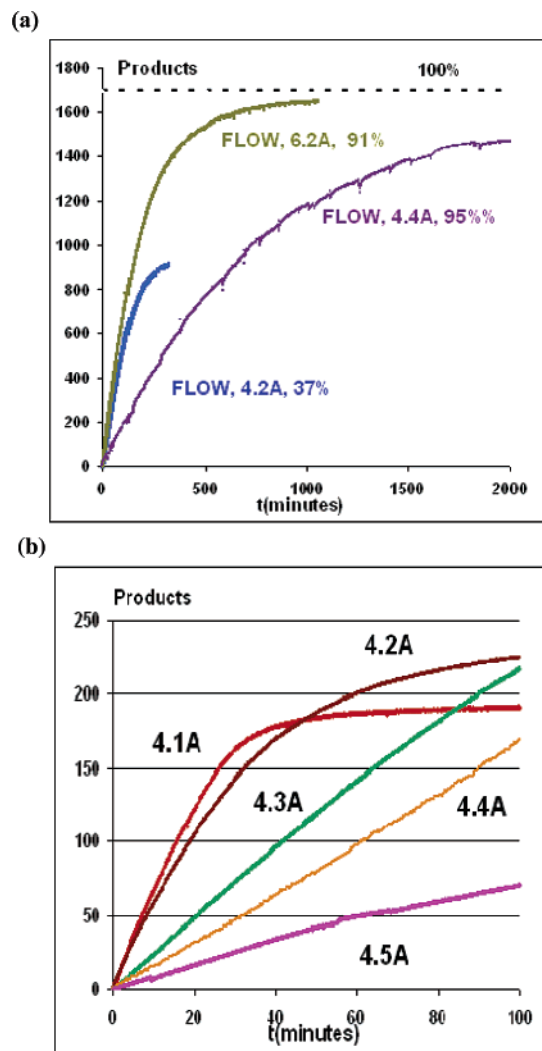 (a)
Products 100%
1800
1600
1400
1200
1000
800
600
400
200
0
FLOW, 6.2A, 91%
FLOW, 4.4A, 95%%
FLOW, 4.2A, 37%
0 500 1000 1500 2000
t(minutes)
(b)
Products
250
200
150
100
50
0
4.2A
4.1A
4.3A
4.4A
4.5A
0 20 40 60 80 100
t(minutes)